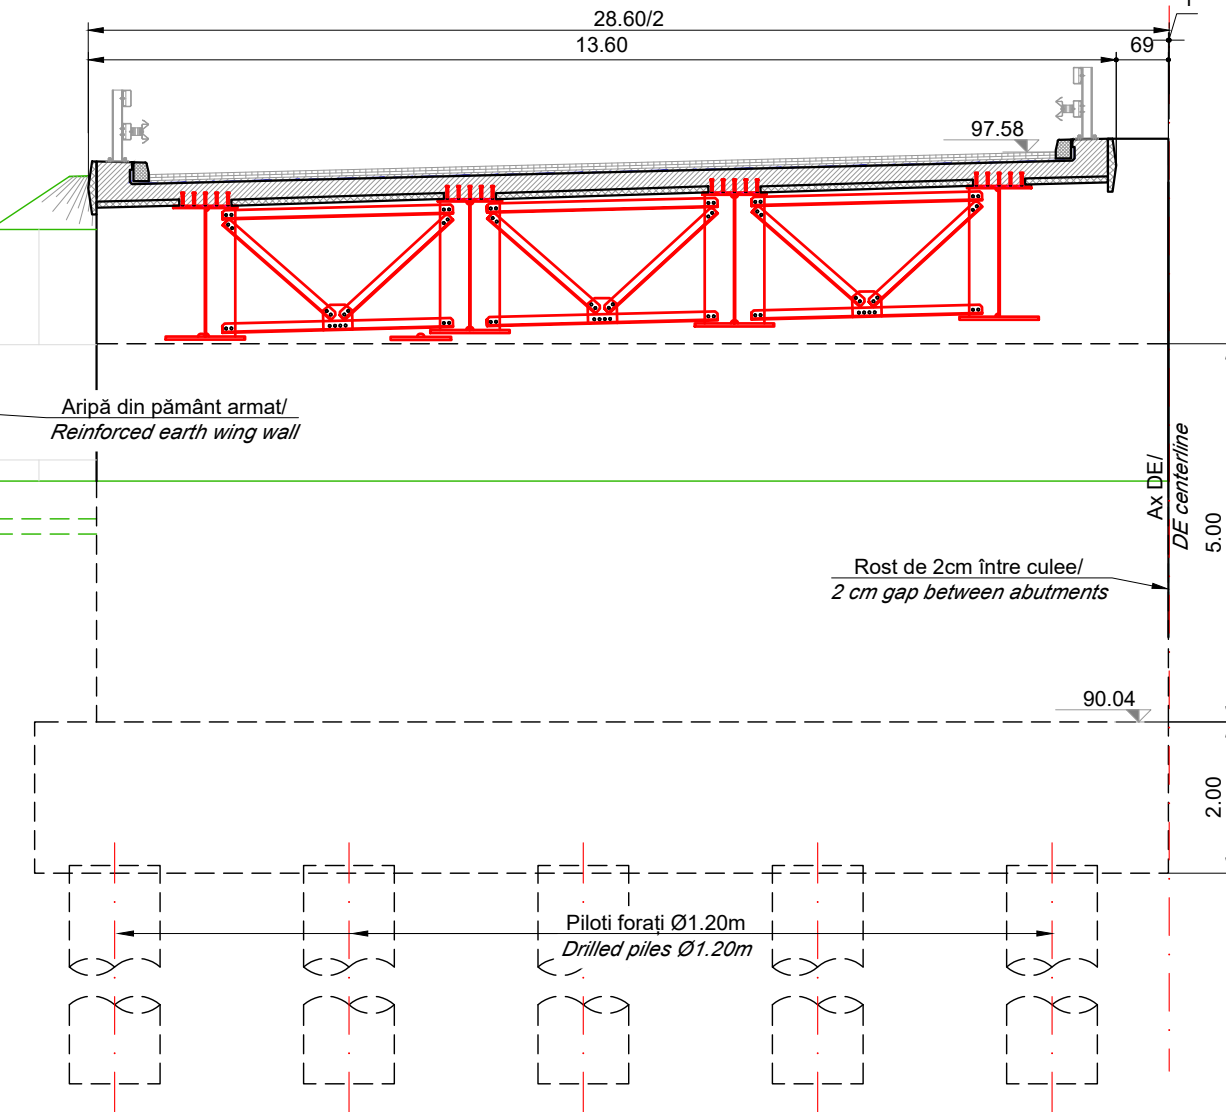 28.60/2
13.60
69
97.58
Aripă din pământ armat/
Reinforced earth wing wall
Ax DE/
DE centerline
5.00
Rost de 2cm între culee/
2 cm gap between abutments
90.04
2.00
Piloti forați Ø1.20m
Drilled piles Ø1.20m